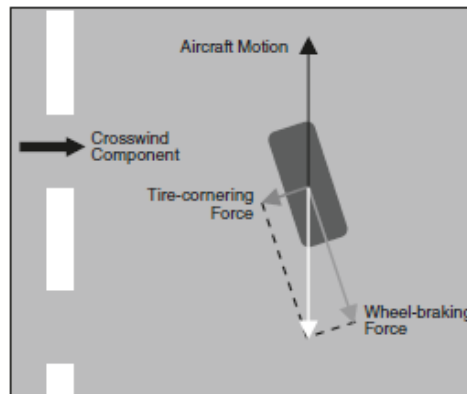 Aircraft Motion
Crosswind
Component
Tire-cornering
Force
Wheel-braking
Force